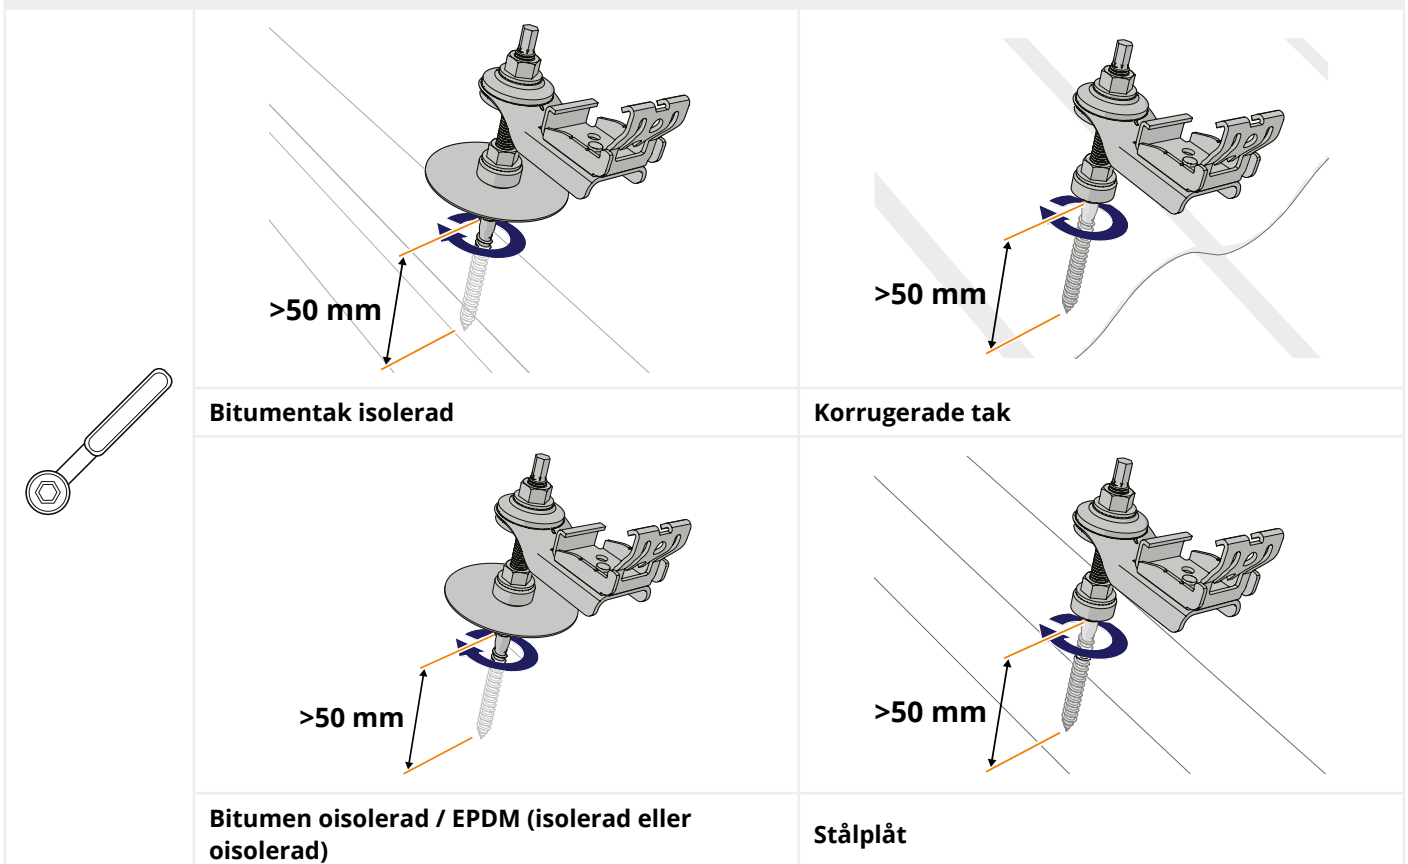 >50 mm
>50 mm
Bitumentak isolerad
Korrugerade tak
>50 mm
>50 mm
Bitumen oisolerad / EPDM (isolerad eller
oisolerad)
Stålplåt